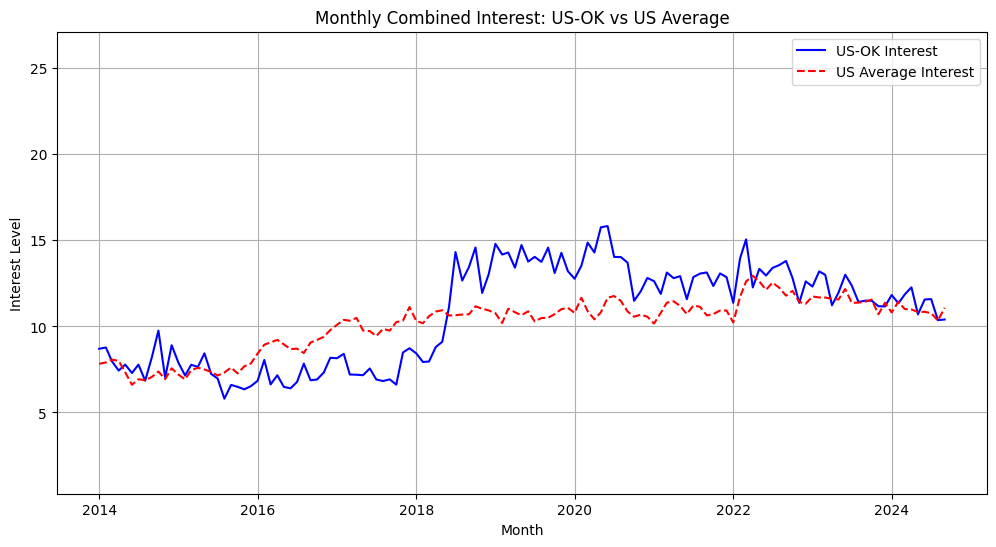 Monthly Combined Interest: US-OK vs US Average
US-OK Interest
US Average Interest
Interest Level
25
20
15
10
5
2014
2016
2018
2020
2022
2024
Month